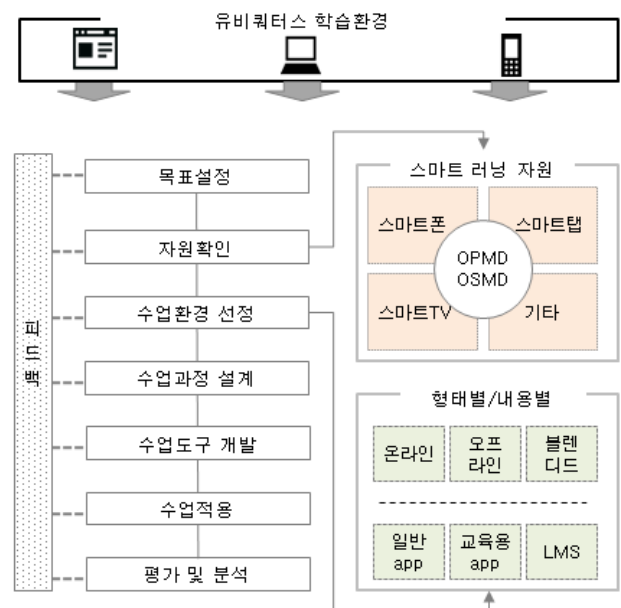 유비쿼터스 학습환경
피드백
목표설정
자원확인
수업환경 선정
수업과정 설계
수업도구 개발
수업적용
평가 및 분석
스마트 러닝 자원
스마트폰
스마트탭
OPMD
OSMD
스마트TV
기타
형태별/내용별
온라인
오프
라인
블렌
디드
일반
app
교육용
app
LMS